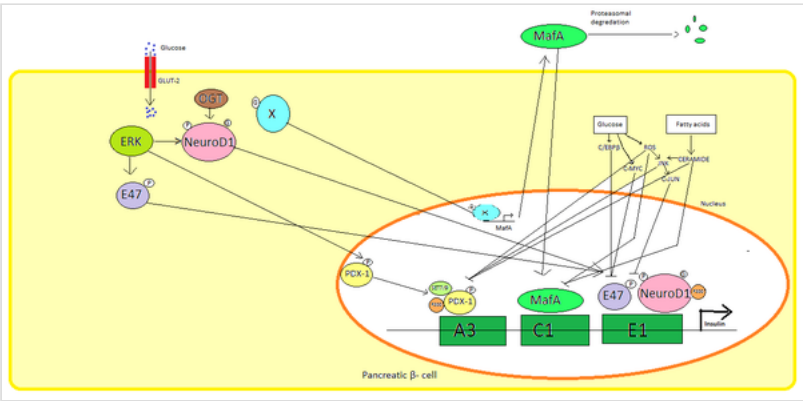 Proteasomal
degredation
MafA
Glucose
GLUT-2
OGT
G
X
P
G
ERK
NeuroD1
P
E47
Glucose
Fatty acids
C/EBPβ
ROS
C-MYC
JNK
CERAMIDE
C-JUN
Nucleus
X
MafA
P
PDX-1
P
PDX-1
MafA
P
E47
P
G
NeuroD1
A3
C1
E1
Insulin
Pancreatic β- cell